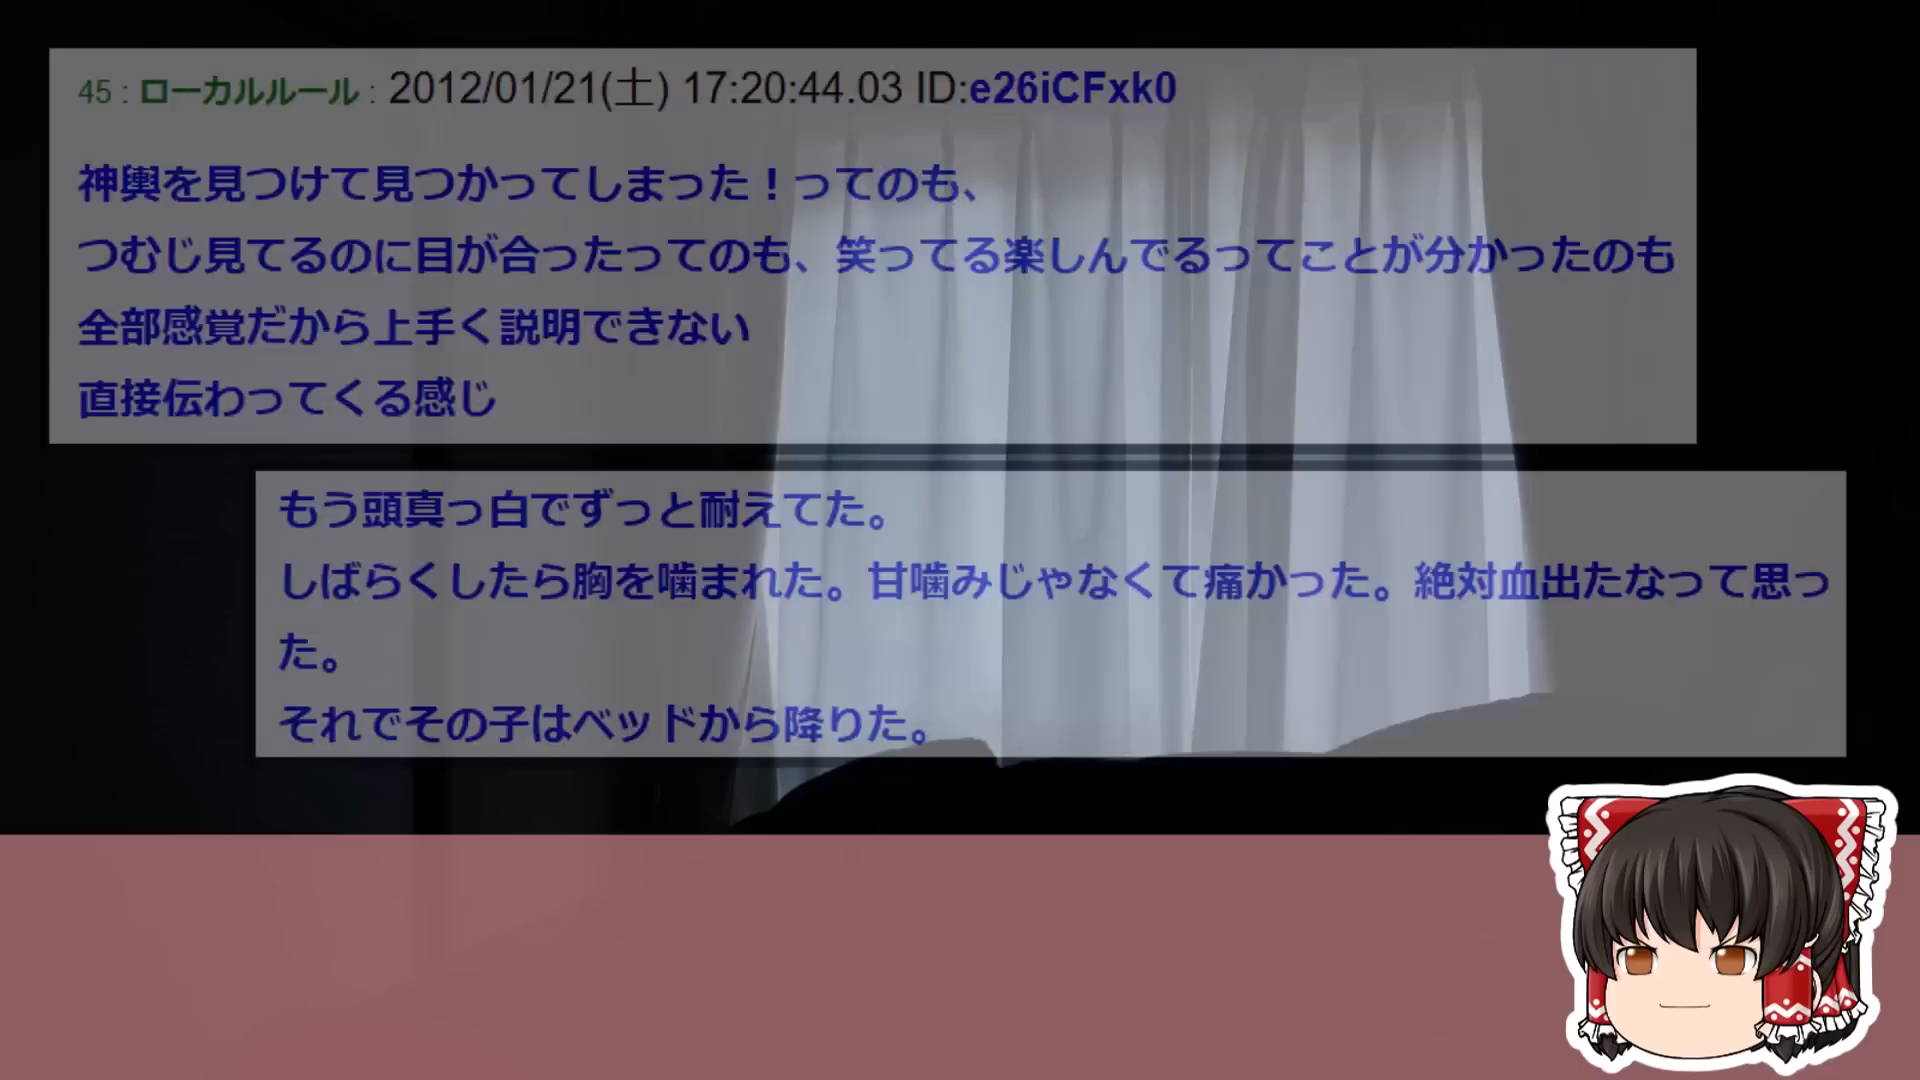 45 : ローカルルール : 2012/01/21(土) 17:20:44.03 ID:e26iCFxk0
神輿を見つけて見つかってしまった！ってのも、
つむじ見てるのに目が合ったってのも、笑ってる楽しんでるってことが分かったのも
全部感覚だから上手く説明できない
直接伝わってくる感じ
もう頭真っ白でずっと耐えてた。
しばらくしたら胸を噛まれた。甘噛みじゃなくて痛かった。絶対血出たなって思っ
た。
それでその子はベッドから降りた。